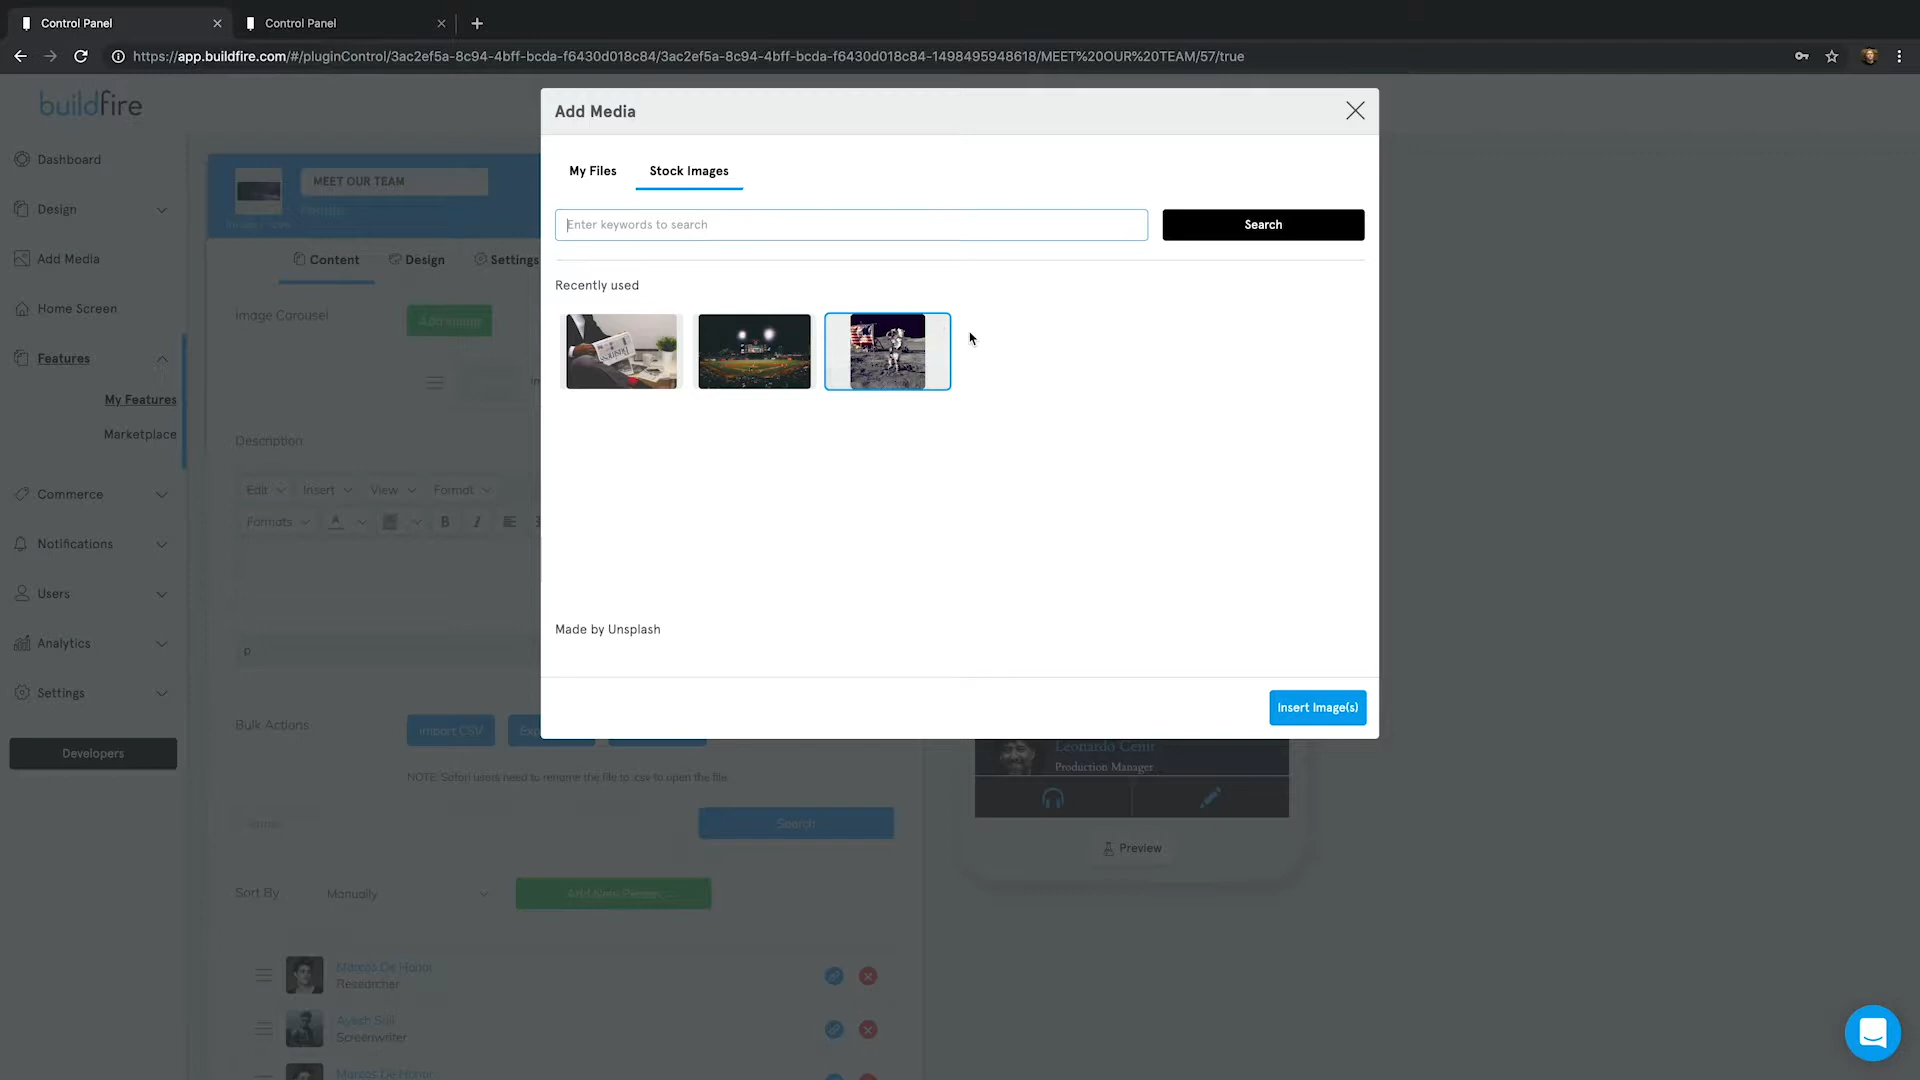 Control Panel
Control Panel
https://app.buildfire.com/#/pluginControl/3ac2ef5a-8c94-4bff-bcda-f6430d018c84/3ac2ef5a-8c94-4bff-bcda-f6430d018c84-1498495948618/MEET%20OUR%20TEAM/57/true
buildfire
Dashboard
Design
Add Media
Home Screen
Features
My Features
Marketplace
Commerce
Notifications
Users
Analytics
Settings
Developers
MEET OUR TEAM
Content
Design
Settings
Image Carousel
Add Image
Description
Edit
Insert
View
Format
Formats
A
B
I
p
Bulk Actions
Import CSV
NOTE: Safari users need to rename the file to .csv to open the file
Search
Sort By
Manually
Add New Person
Marcos De Honor
Researcher
Screenwriter
Add Media
My Files
Stock Images
Enter keywords to search
Search
Recently used
Made by Unsplash
Insert Image(s)
Production Manager
Preview